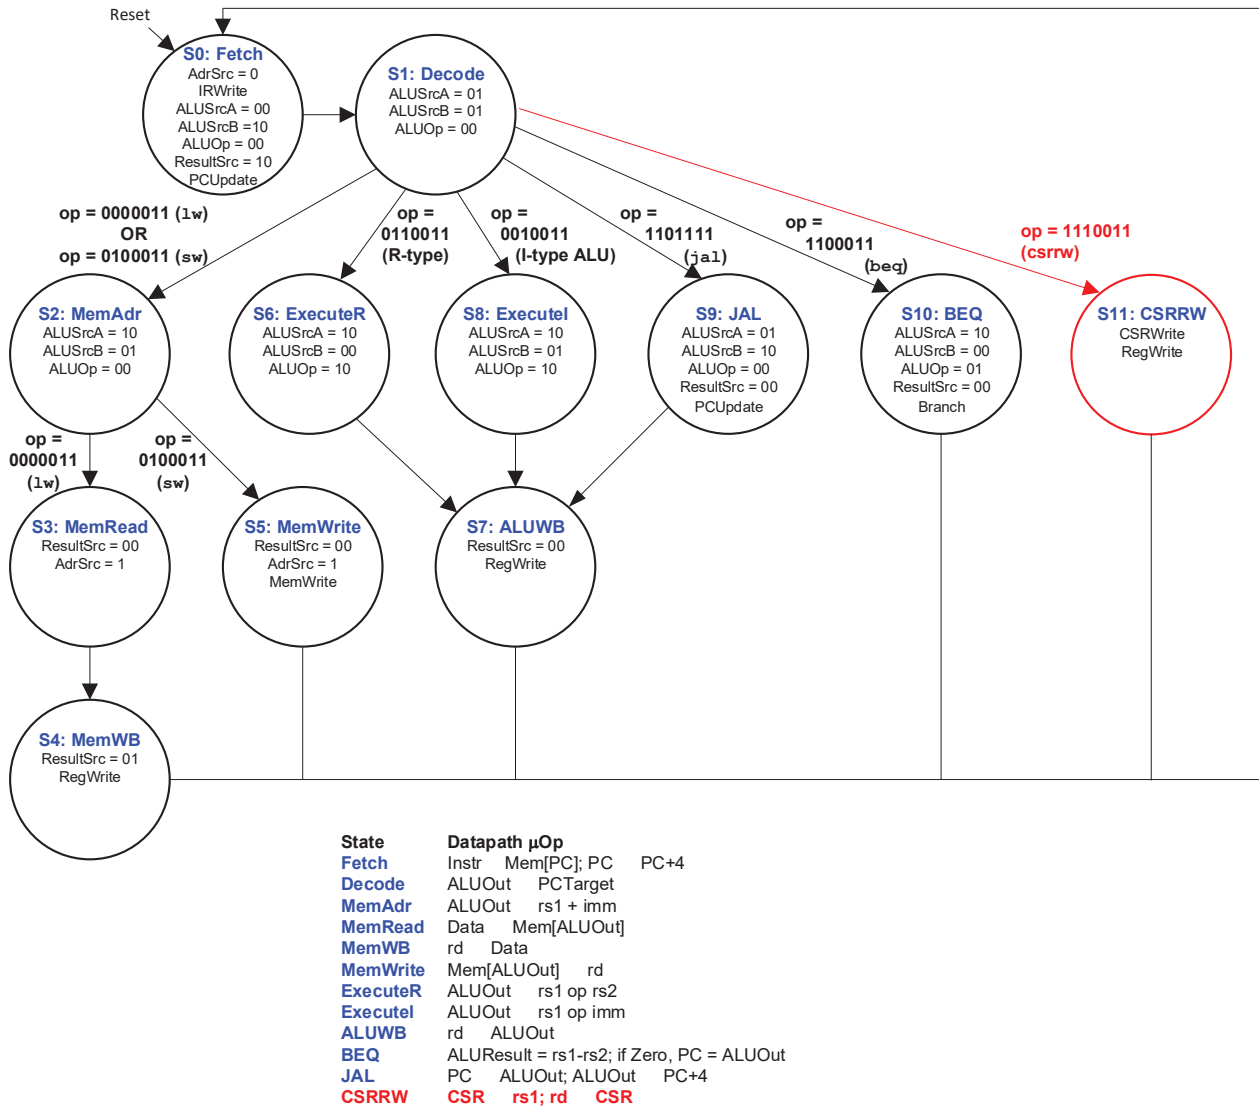 Reset
S0: Fetch
AdrSrc = 0
IRWrite
ALUSrcA = 00
ALUSrcB =10
ALUOp = 00
ResultSrc = 10
PCUpdate
S1: Decode
ALUSrcA = 01
ALUSrcB = 01
ALUOp = 00
op = 0000011 (lw)
OR
op = 0100011 (sw)
op =
0110011
(R-type)
op =
0010011
(I-type ALU)
op =
1101111
(jal)
op =
1100011
(beq)
op = 1110011
(csrrw)
S2: MemAdr
ALUSrcA = 10
ALUSrcB = 01
ALUOp = 00
S6: ExecuteR
ALUSrcA = 10
ALUSrcB = 00
ALUOp = 10
S8: ExecuteI
ALUSrcA = 10
ALUSrcB = 01
ALUOp = 10
S9: JAL
ALUSrcA = 01
ALUSrcB = 10
ALUOp = 00
ResultSrc = 00
PCUpdate
S10: BEQ
ALUSrcA = 10
ALUSrcB = 00
ALUOp = 01
ResultSrc = 00
Branch
S11: CSRRW
CSRWrite
RegWrite
op =
0000011
(lw)
op =
0100011
(sw)
S3: MemRead
ResultSrc = 00
AdrSrc = 1
S5: MemWrite
ResultSrc = 00
AdrSrc = 1
MemWrite
S7: ALUWB
ResultSrc = 00
RegWrite
S4: MemWB
ResultSrc = 01
RegWrite
State Datapath μOp
Fetch Instr Mem[PC]; PC PC+4
Decode ALUOut PCTarget
MemAdr ALUOut rs1 + imm
MemRead Data Mem[ALUOut]
MemWB rd Data
MemWrite Mem[ALUOut] rd
ExecuteR ALUOut rs1 op rs2
ExecuteI ALUOut rs1 op imm
ALUWB rd ALUOut
BEQ ALUResult = rs1-rs2; if Zero, PC = ALUOut
JAL PC ALUOut; ALUOut PC+4
CSRRW CSR rs1; rd CSR